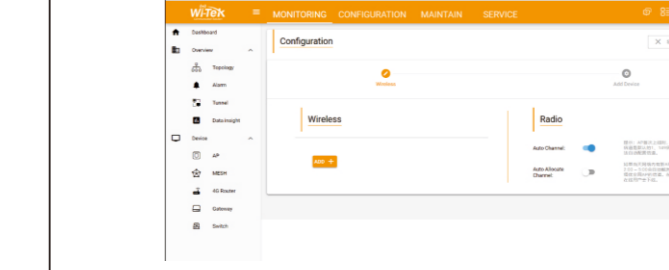 Wi-Tek
MONITORING CONFIGURATION MAINTAIN SERVICE
Dashboard
Overview
Topology
Alarm
Tunnel
Data Insight
Device
AP
MESH
4G Router
Gateway
Switch
Configuration
Wireless
Add Device
Wireless
ADD +
Radio
Auto Channel:
Auto Allocate
Channel: